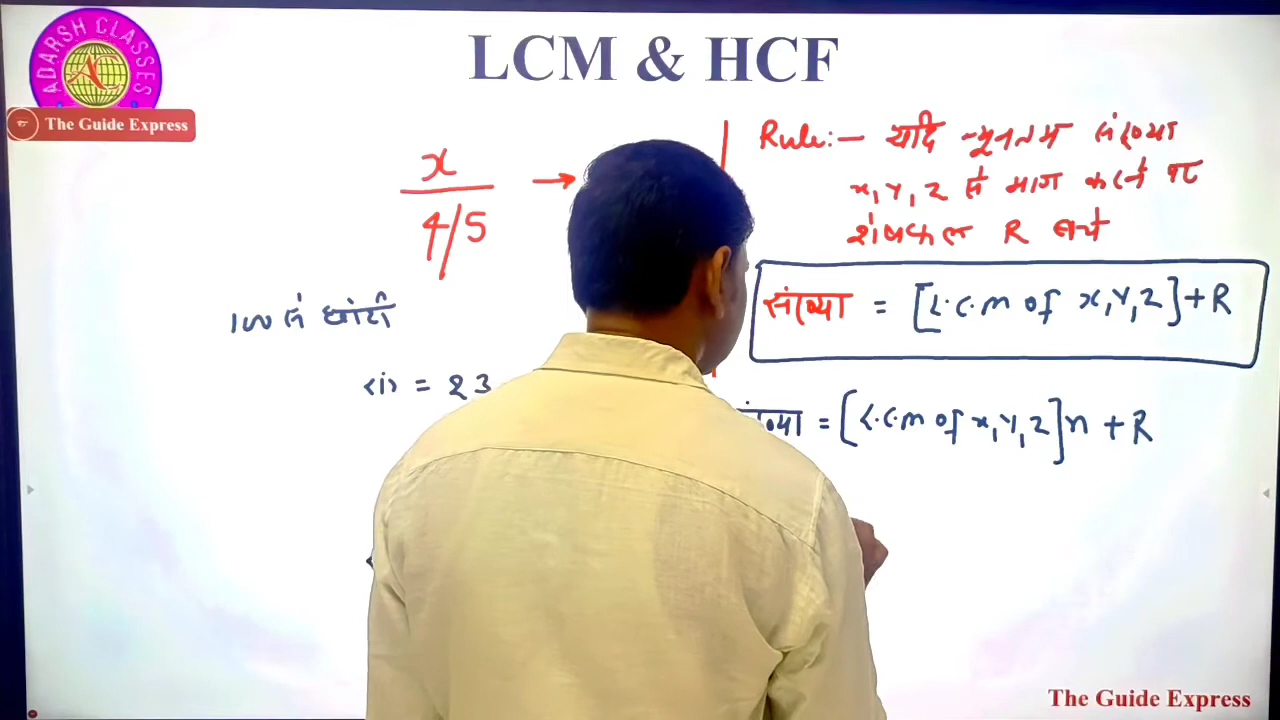 LCM & HCF
ADARSH CLASSES
AC
The Guide Express
x
4/5 →
100 से छोटी
(i) = 23
Rule:- यदि न्यूनतम संख्या
x, y, z से भाग करने पर
शेषफल R बचे
संख्या = [L.C.M of x, y, z] + R
= [L.C.M of x, y, z]n + R
The Guide Express